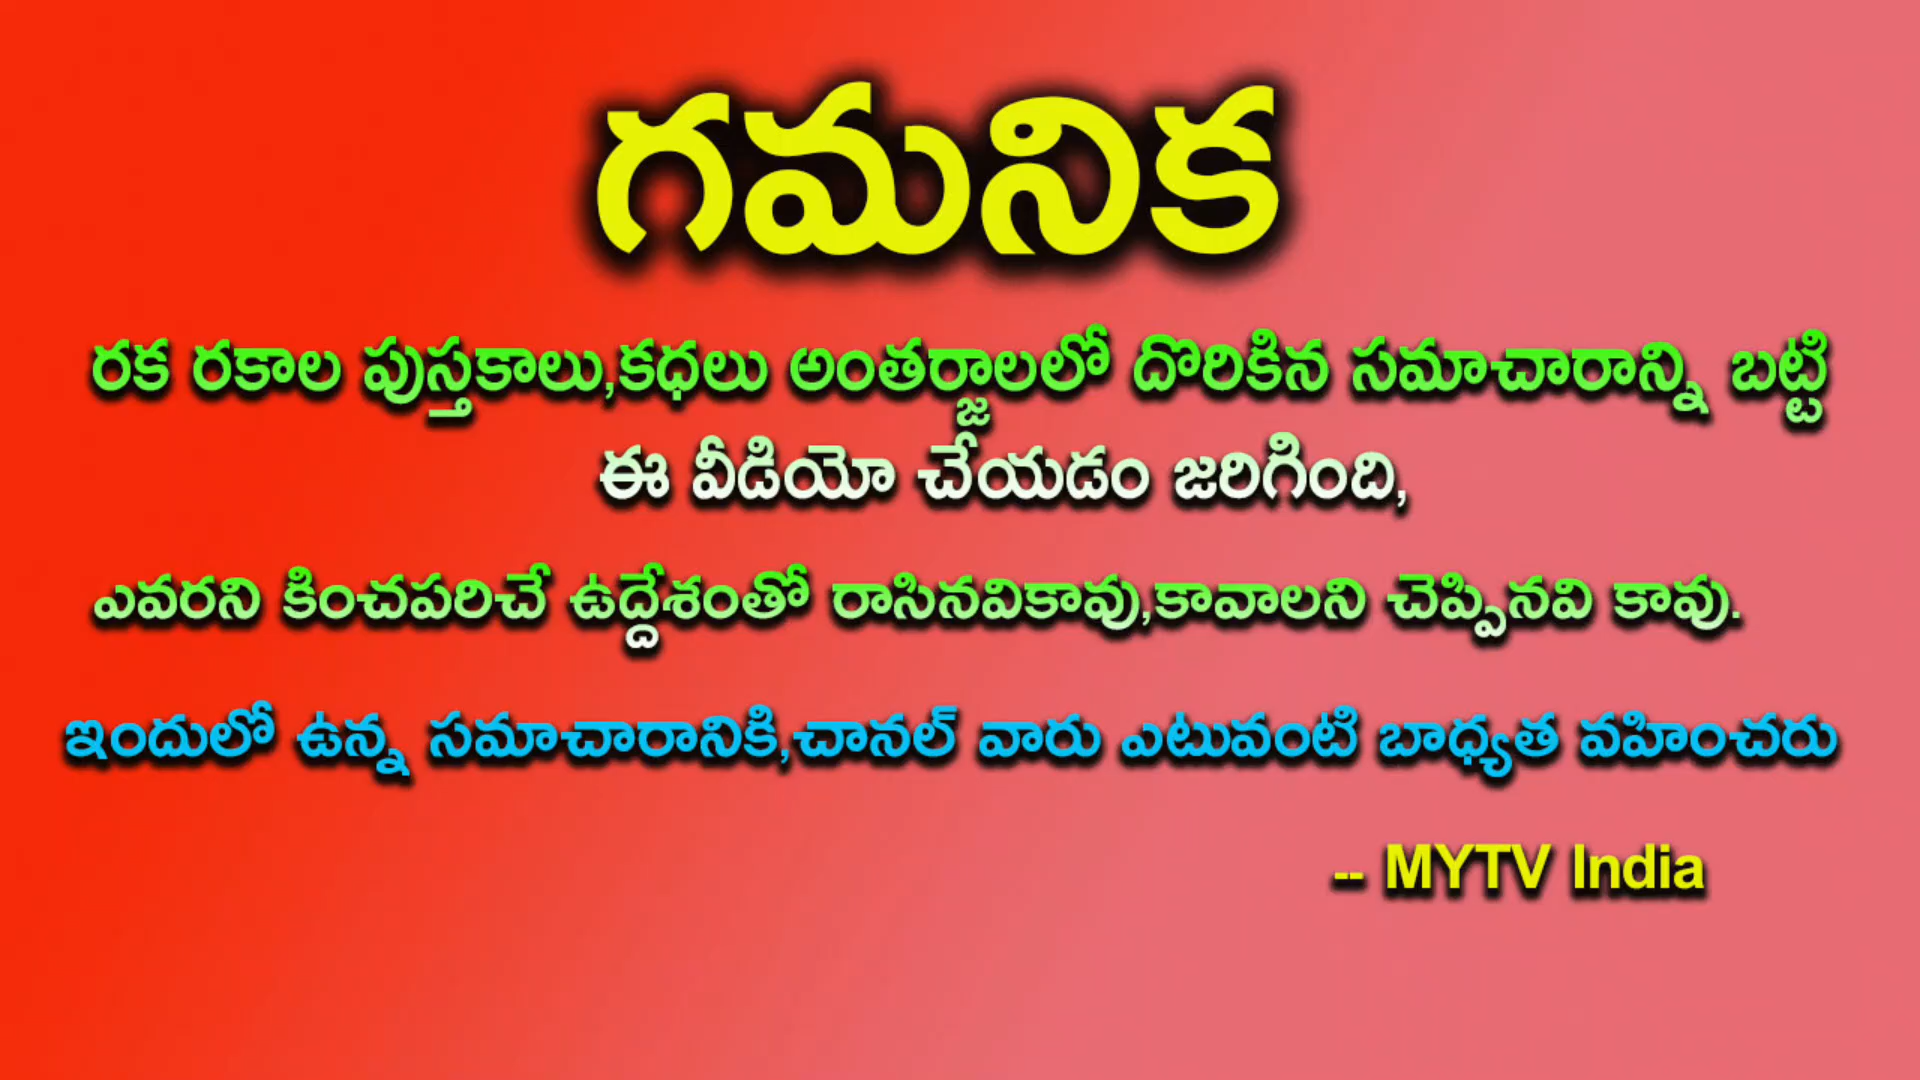 గమనిక
రక రకాల పుస్తకాలు,కధలు అంతర్జాలలో దొరికిన సమాచారాన్ని బట్టి
ఈ వీడియో చేయడం జరిగింది,
ఎవరని కించపరిచే ఉద్దేశంతో రాసినవికావు,కావాలని చెప్పినవి కావు.
ఇందులో ఉన్న సమాచారానికి,చానల్ వారు ఎటువంటి బాధ్యత వహించరు
-- MYTV India